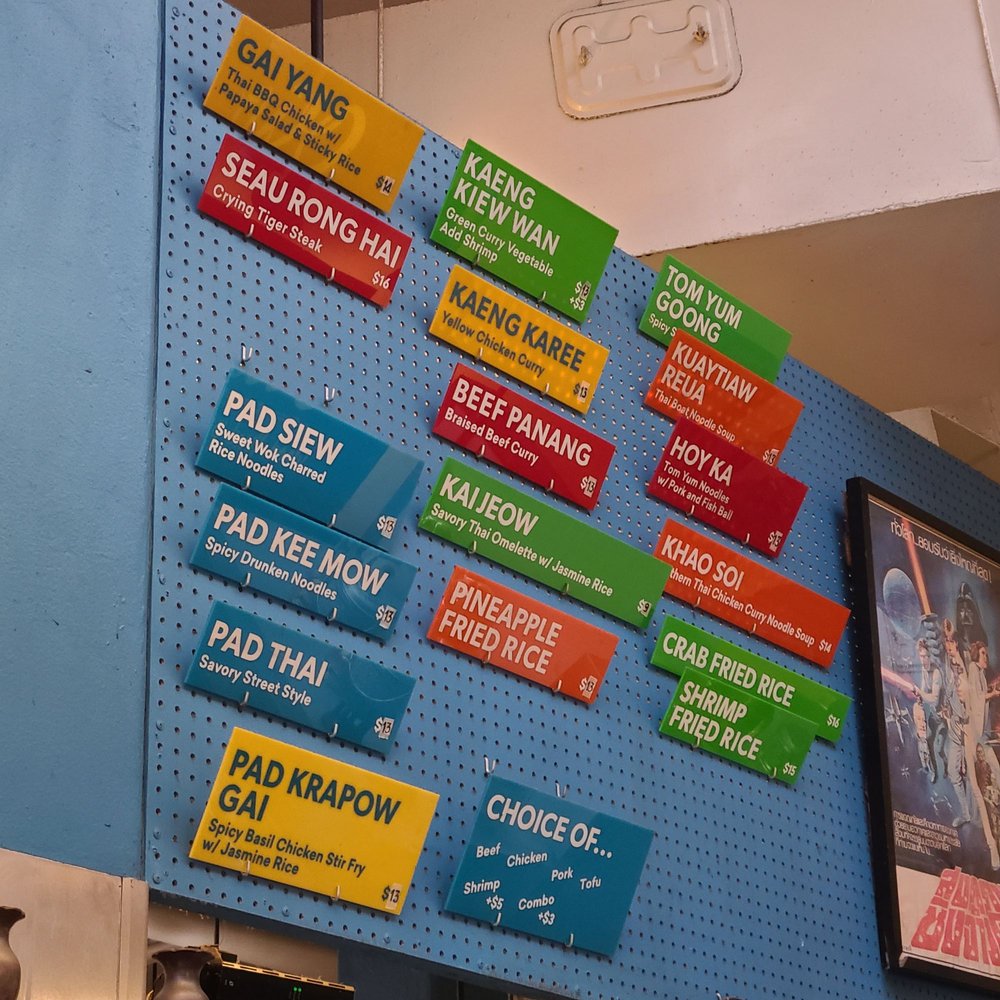 GAI YANG
Thai BBQ Chicken w/
Papaya Salad & Sticky Rice
$14
SEAU RONG HAI
Crying Tiger Steak
$16
PAD SIEW
Sweet Wok Charred
Rice Noodles
$13
PAD KEE MOW
Spicy Drunken Noodles
$13
PAD THAI
Savory Street Style
$13
PAD KRAPOW
GAI
Spicy Basil Chicken Stir Fry
w/ Jasmine Rice
$13
KAENG
KIEW WAN
Green Curry Vegetable
Add Shrimp
$13
+$3
KAENG KAREE
Yellow Chicken Curry
$13
BEEF PANANG
Braised Beef Curry
$13
KAIJEOW
Savory Thai Omelette w/ Jasmine Rice
$9
PINEAPPLE
FRIED RICE
$13
CHOICE OF...
Beef
Chicken
Pork
Tofu
Shrimp
+$5
Combo
+$3
TOM YUM
GOONG
Spicy
KUAYTIAW
REUA
Thai Boat Noodle Soup
$13
HOY KA
Tom Yum Noodles
w/ Pork and Fish Ball
KHAO SOI
Thai Chicken Curry Noodle Soup
$14
CRAB FRIED RICE
$16
SHRIMP
FRIED RICE
$15